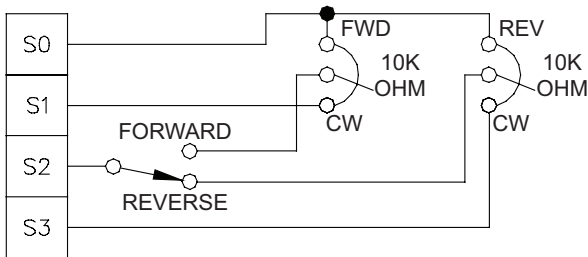 S0
FWD
REV
10K
OHM
10K
OHM
S1
CW
CW
FORWARD
S2
REVERSE
S3